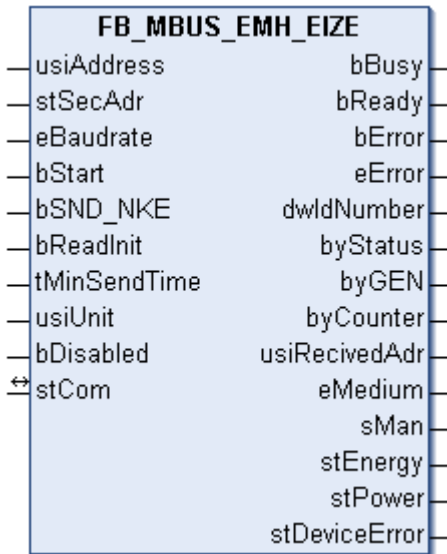 FB_MBUS_EMH_EIZE
usiAddress bBusy
stSecAdr bReady
eBaudrate bError
bStart eError
bSND_NKE dwIdNumber
bReadInit byStatus
tMinSendTime byGEN
usiUnit byCounter
bDisabled usiRecivedAdr
stCom eMedium
sMan
stEnergy
stPower
stDeviceError